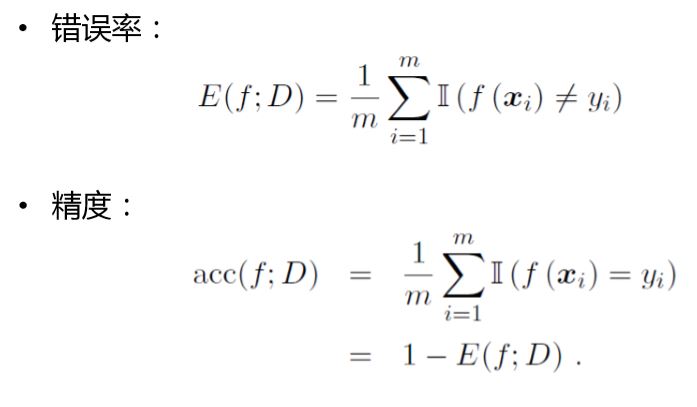 • 错误率：
E(f; D) = \frac{1}{m} \sum_{i=1}^{m} \mathbb{I}(f(\boldsymbol{x}_i) \neq y_i)
• 精度：
acc(f; D) = \frac{1}{m} \sum_{i=1}^{m} \mathbb{I}(f(\boldsymbol{x}_i) = y_i)
= 1 − E(f; D) .